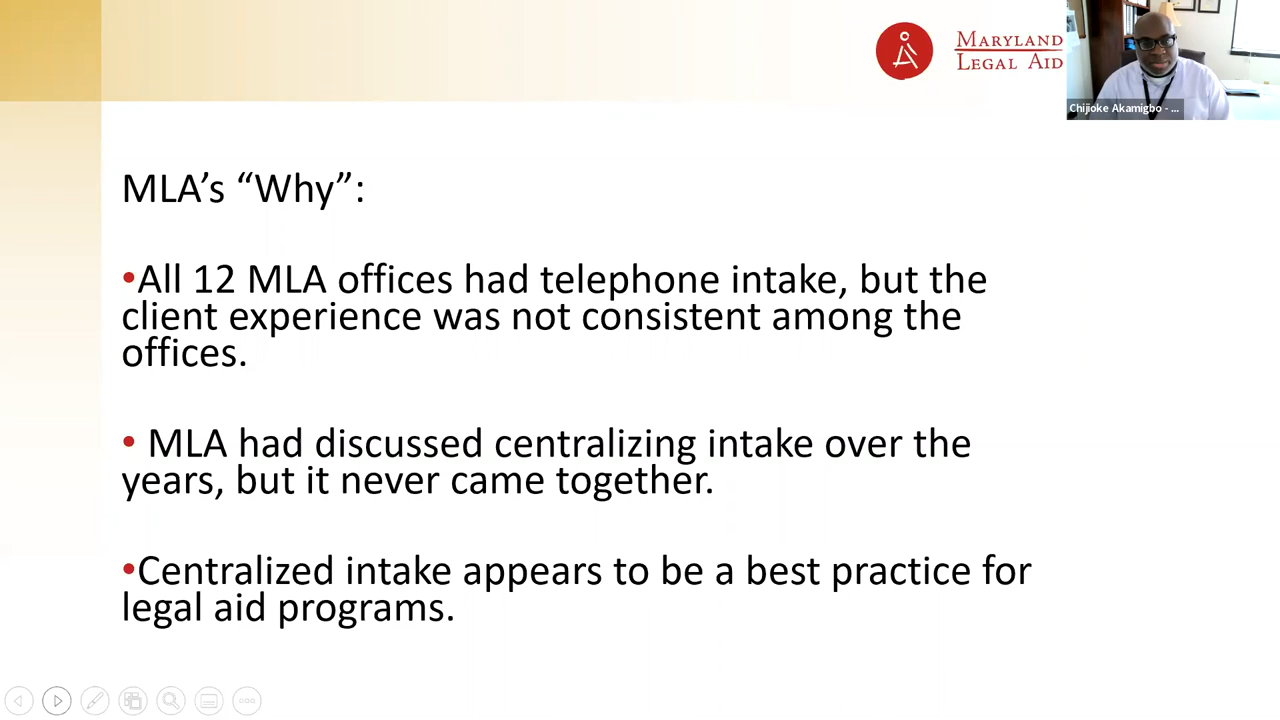 MARYLAND
LEGAL AID
Chijioke Akamigbo - ...
MLA’s “Why”:
•All 12 MLA offices had telephone intake, but the
client experience was not consistent among the
offices.
• MLA had discussed centralizing intake over the
years, but it never came together.
•Centralized intake appears to be a best practice for
legal aid programs.